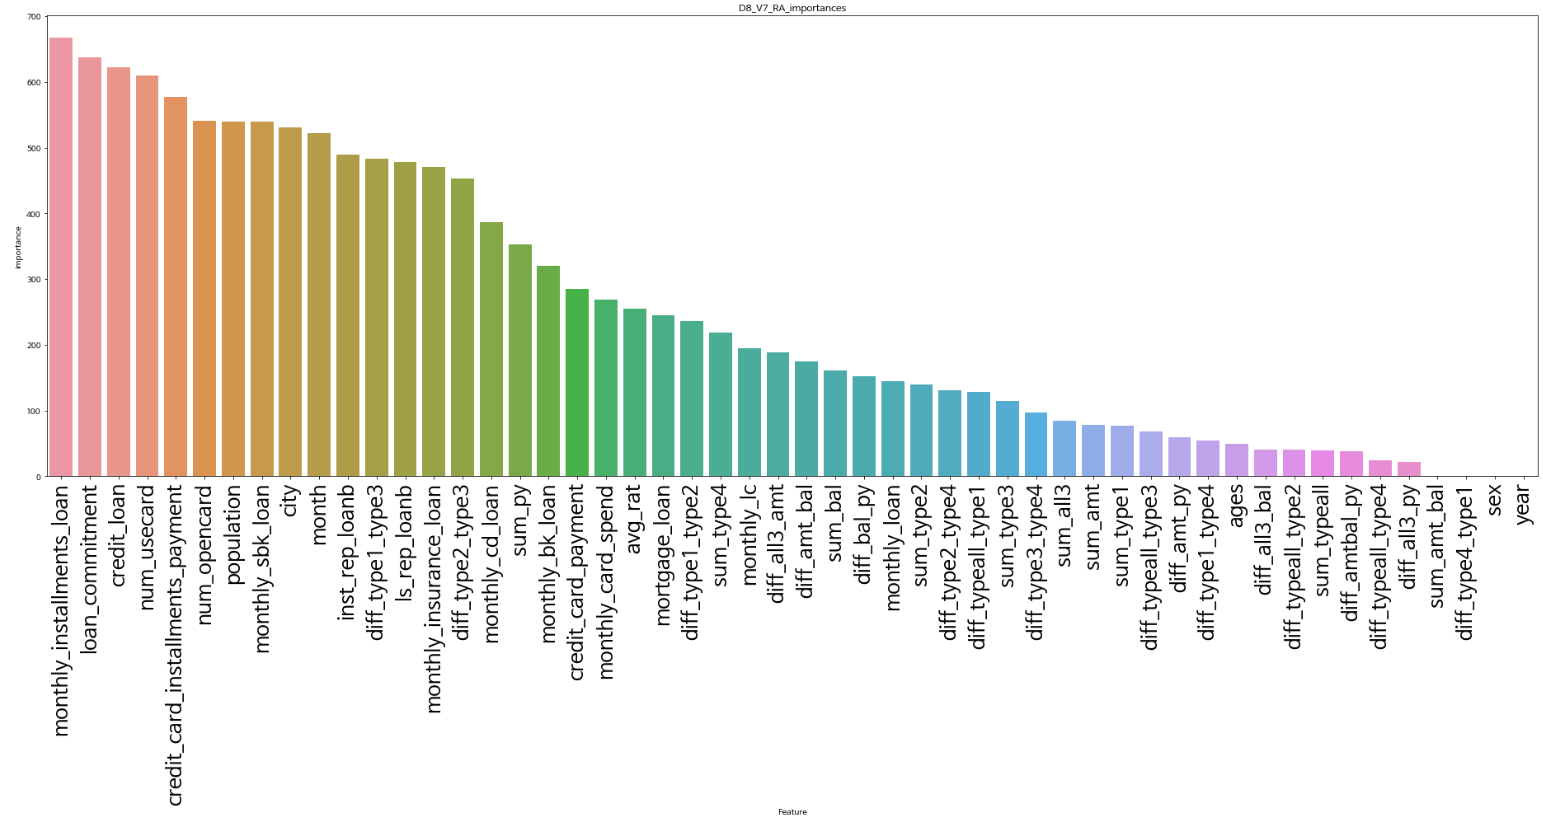 D8_V7_RA_importances
700
600
500
400
300
200
100
0
importance
monthly_installments_loan
loan_commitment
credit_loan
num_usecard
credit_card_installments_payment
num_opencard
population
monthly_sbk_loan
city
month
inst_rep_loanb
diff_type1_type3
ls_rep_loanb
monthly_insurance_loan
diff_type2_type3
monthly_cd_loan
sum_py
monthly_bk_loan
credit_card_payment
monthly_card_spend
avg_rat
mortgage_loan
diff_type1_type2
sum_type4
monthly_lc
diff_all3_amt
diff_amt_bal
sum_bal
diff_bal_py
monthly_loan
sum_type2
diff_type2_type4
diff_typeall_type1
sum_type3
diff_type3_type4
sum_all3
sum_amt
sum_type1
diff_typeall_type3
diff_amt_py
diff_type1_type4
ages
diff_all3_bal
diff_typeall_type2
sum_typeall
diff_amtbal_py
diff_typeall_type4
diff_all3_py
sum_amt_bal
diff_type4_type1
sex
year
Feature